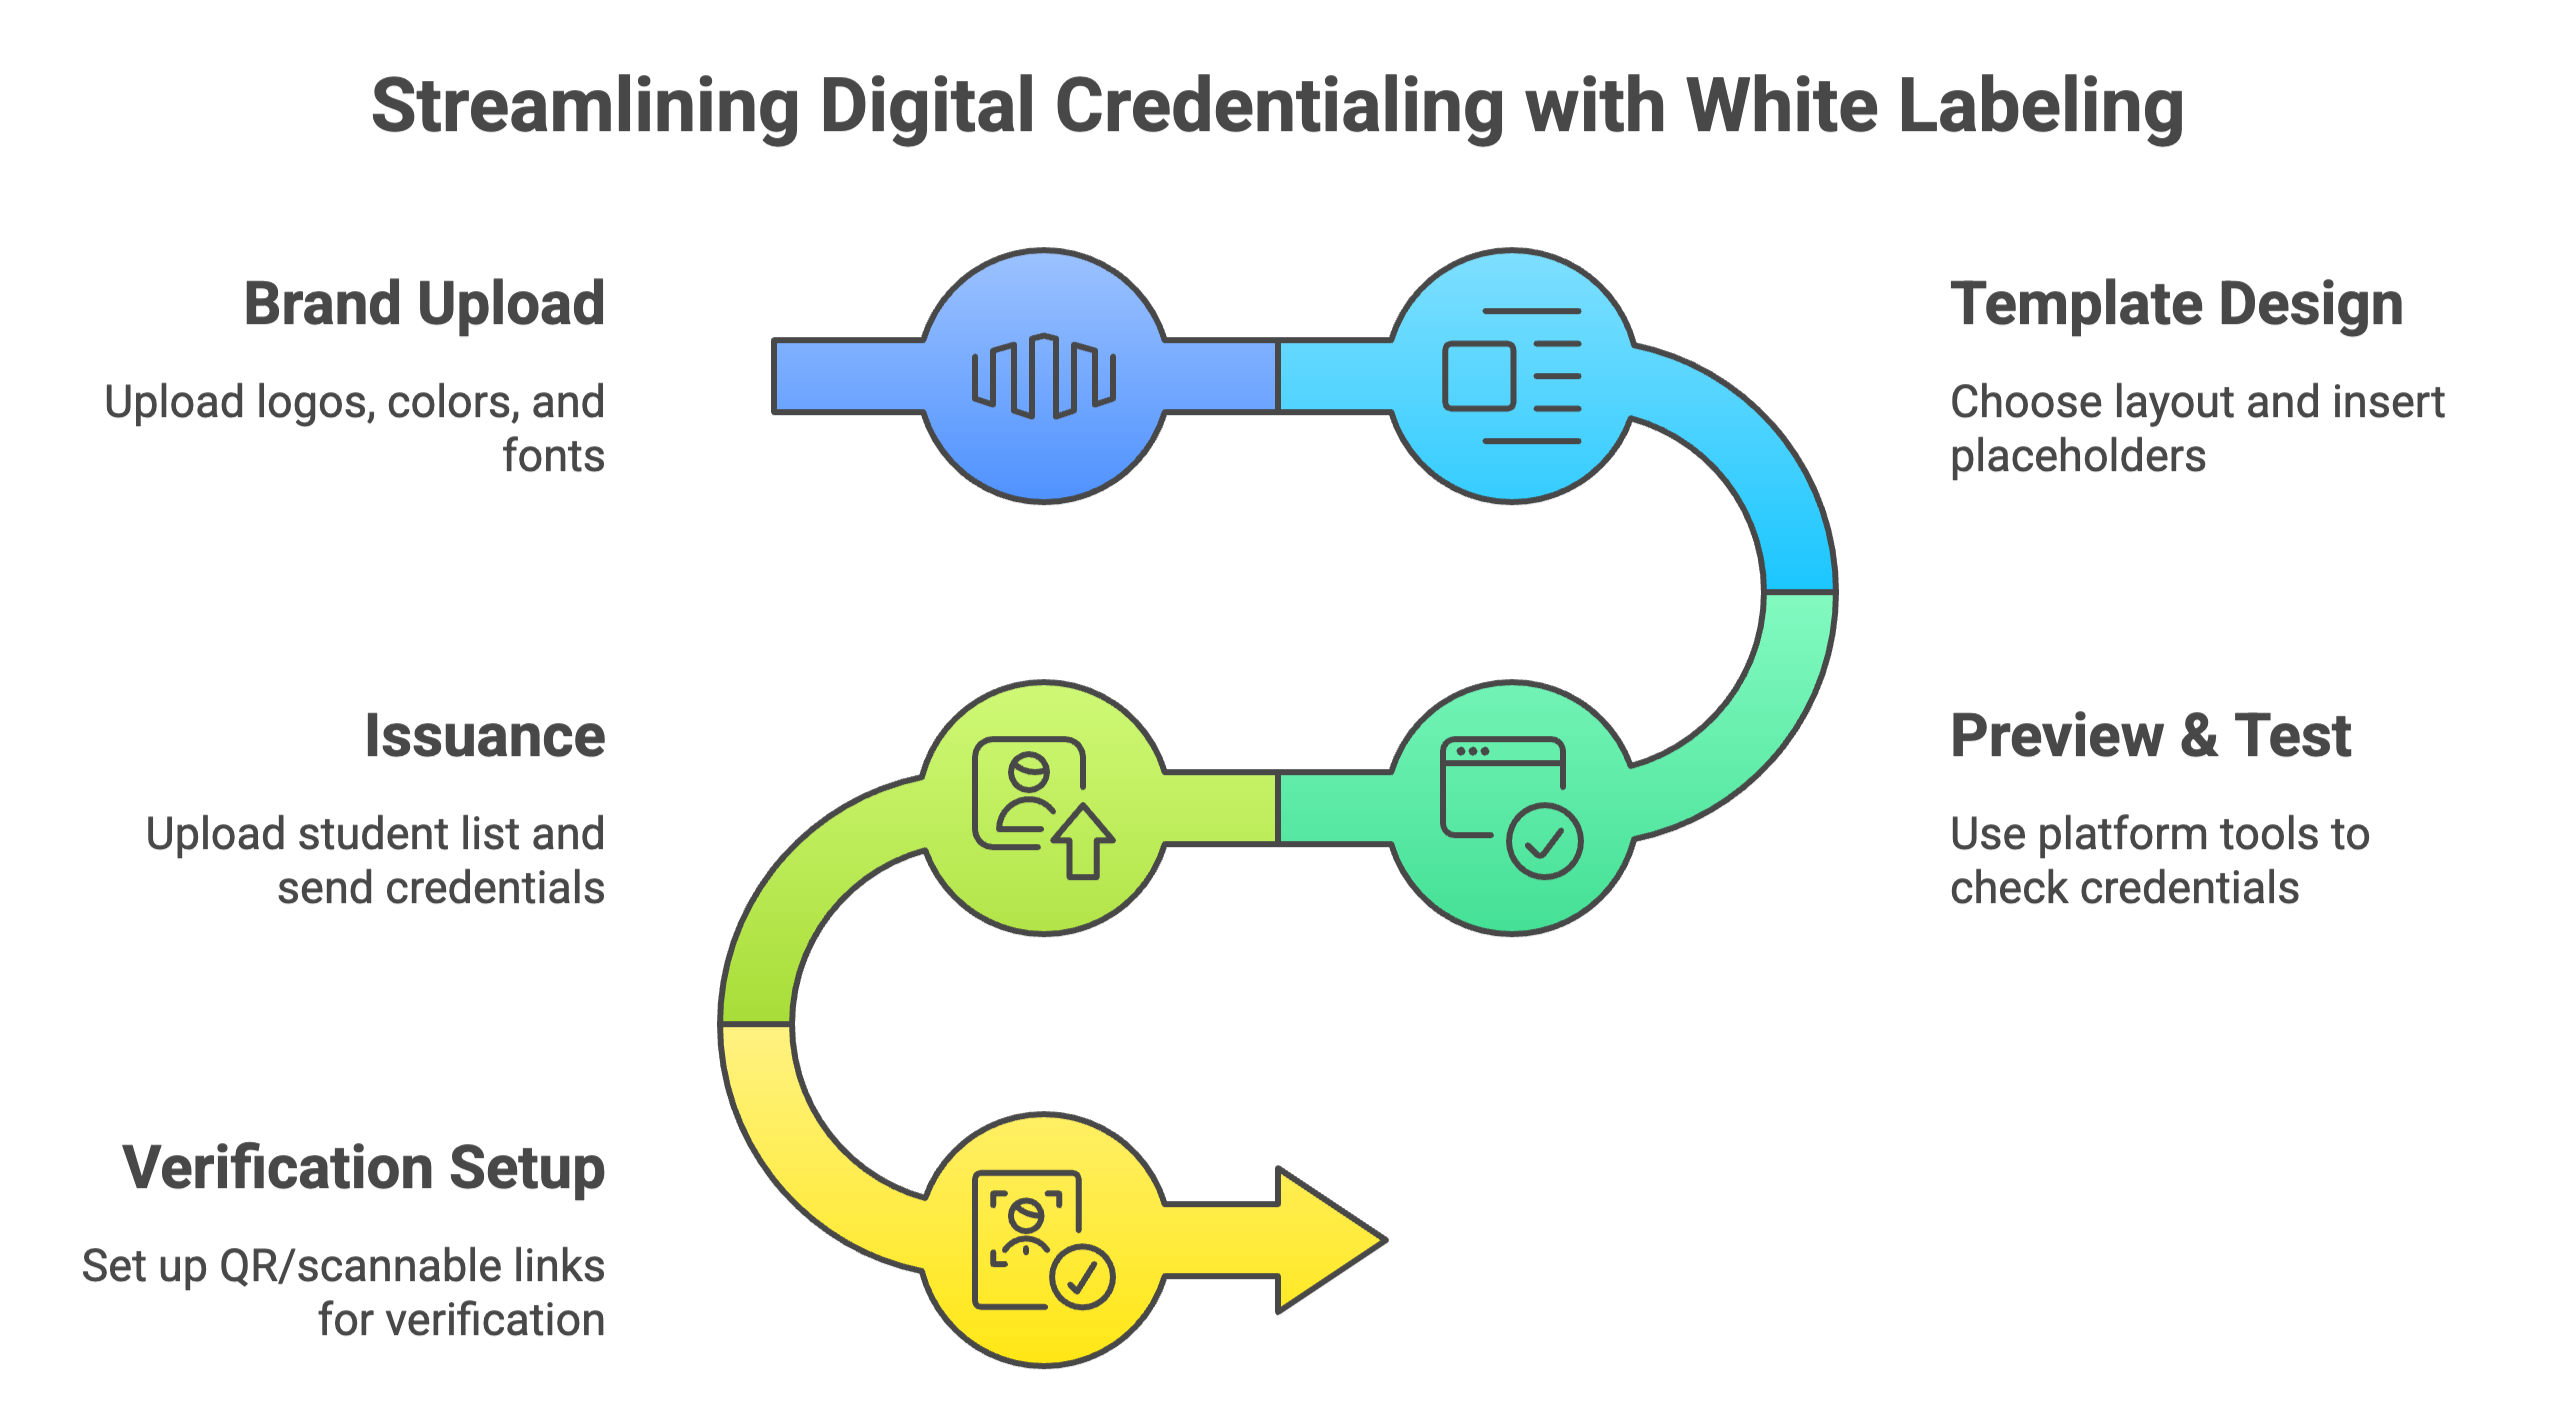 Streamlining Digital Credentialing with White Labeling
Brand Upload
Upload logos, colors, and
fonts
Template Design
Choose layout and insert
placeholders
Preview & Test
Use platform tools to
check credentials
Issuance
Upload student list and
send credentials
Verification Setup
Set up QR/scannable links
for verification